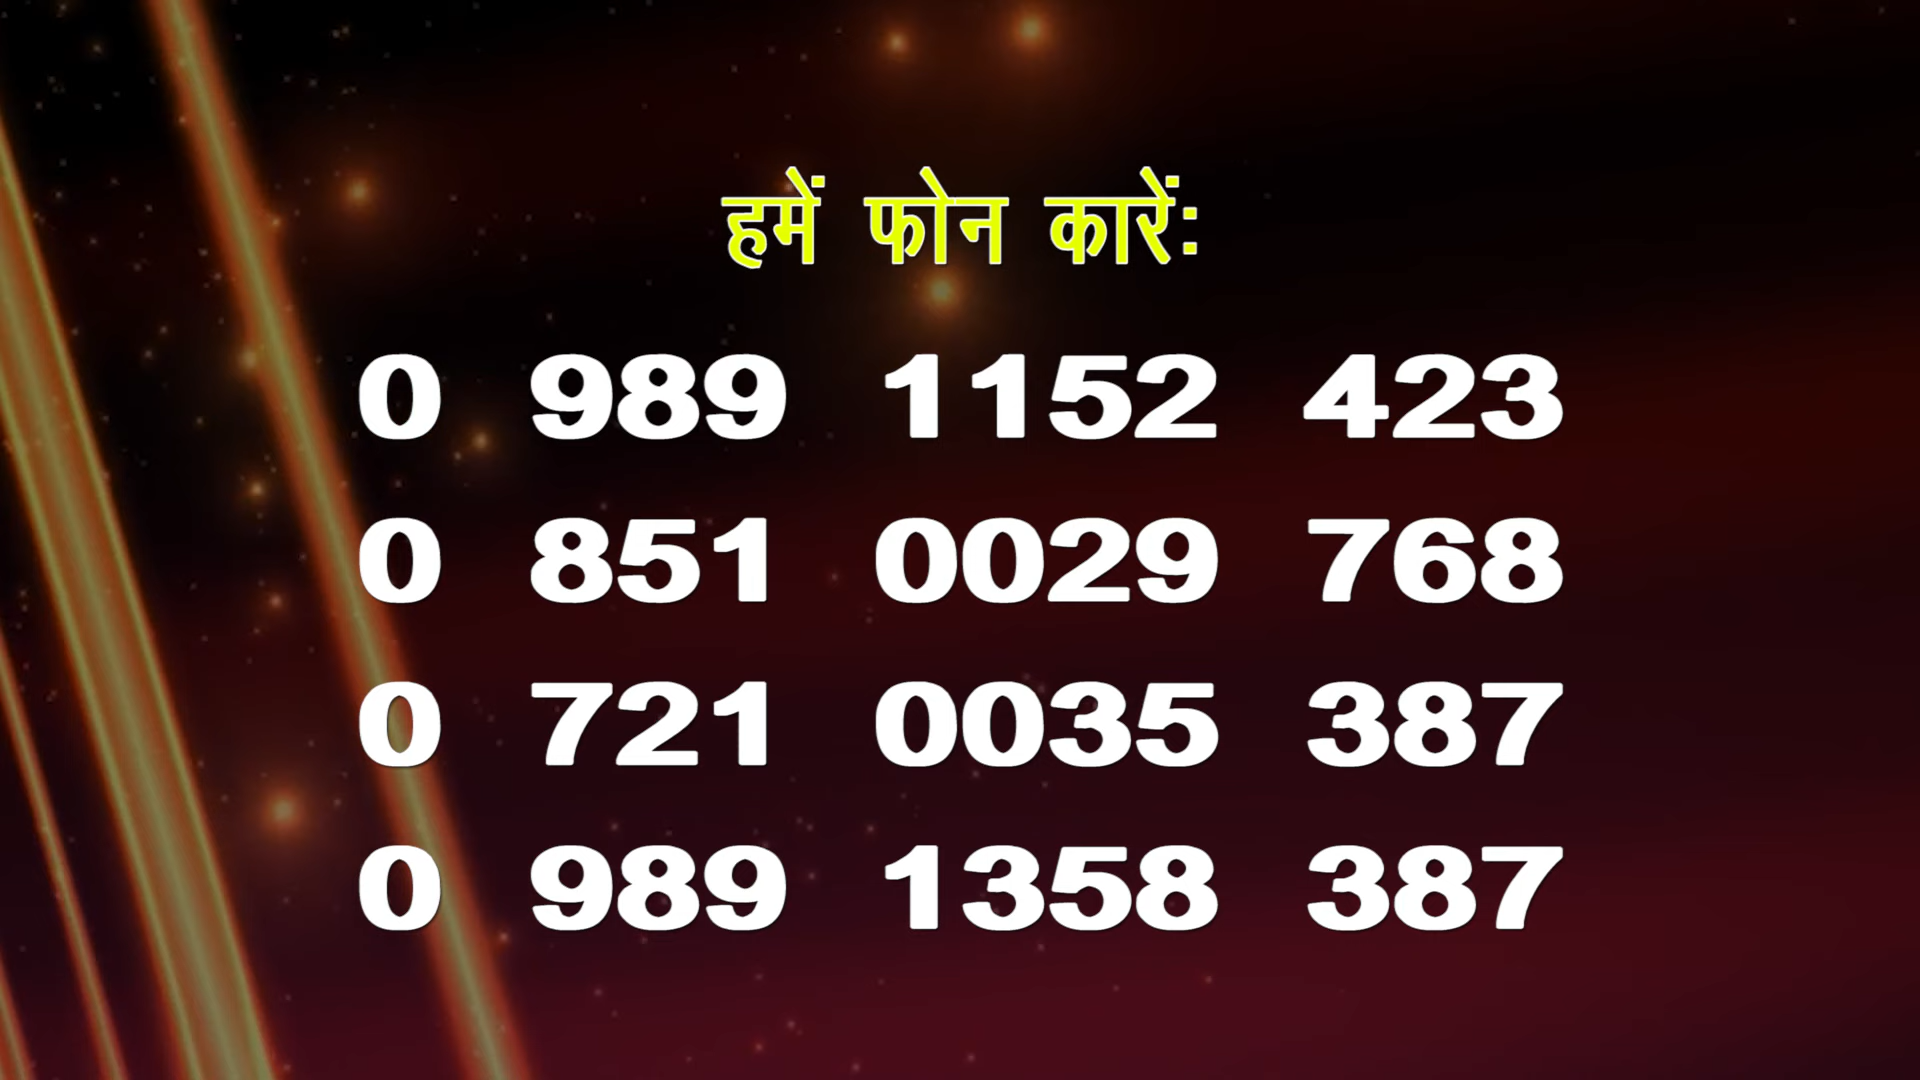 हमें फोन कारें:
0 989 1152 423
0 851 0029 768
0 721 0035 387
0 989 1358 387